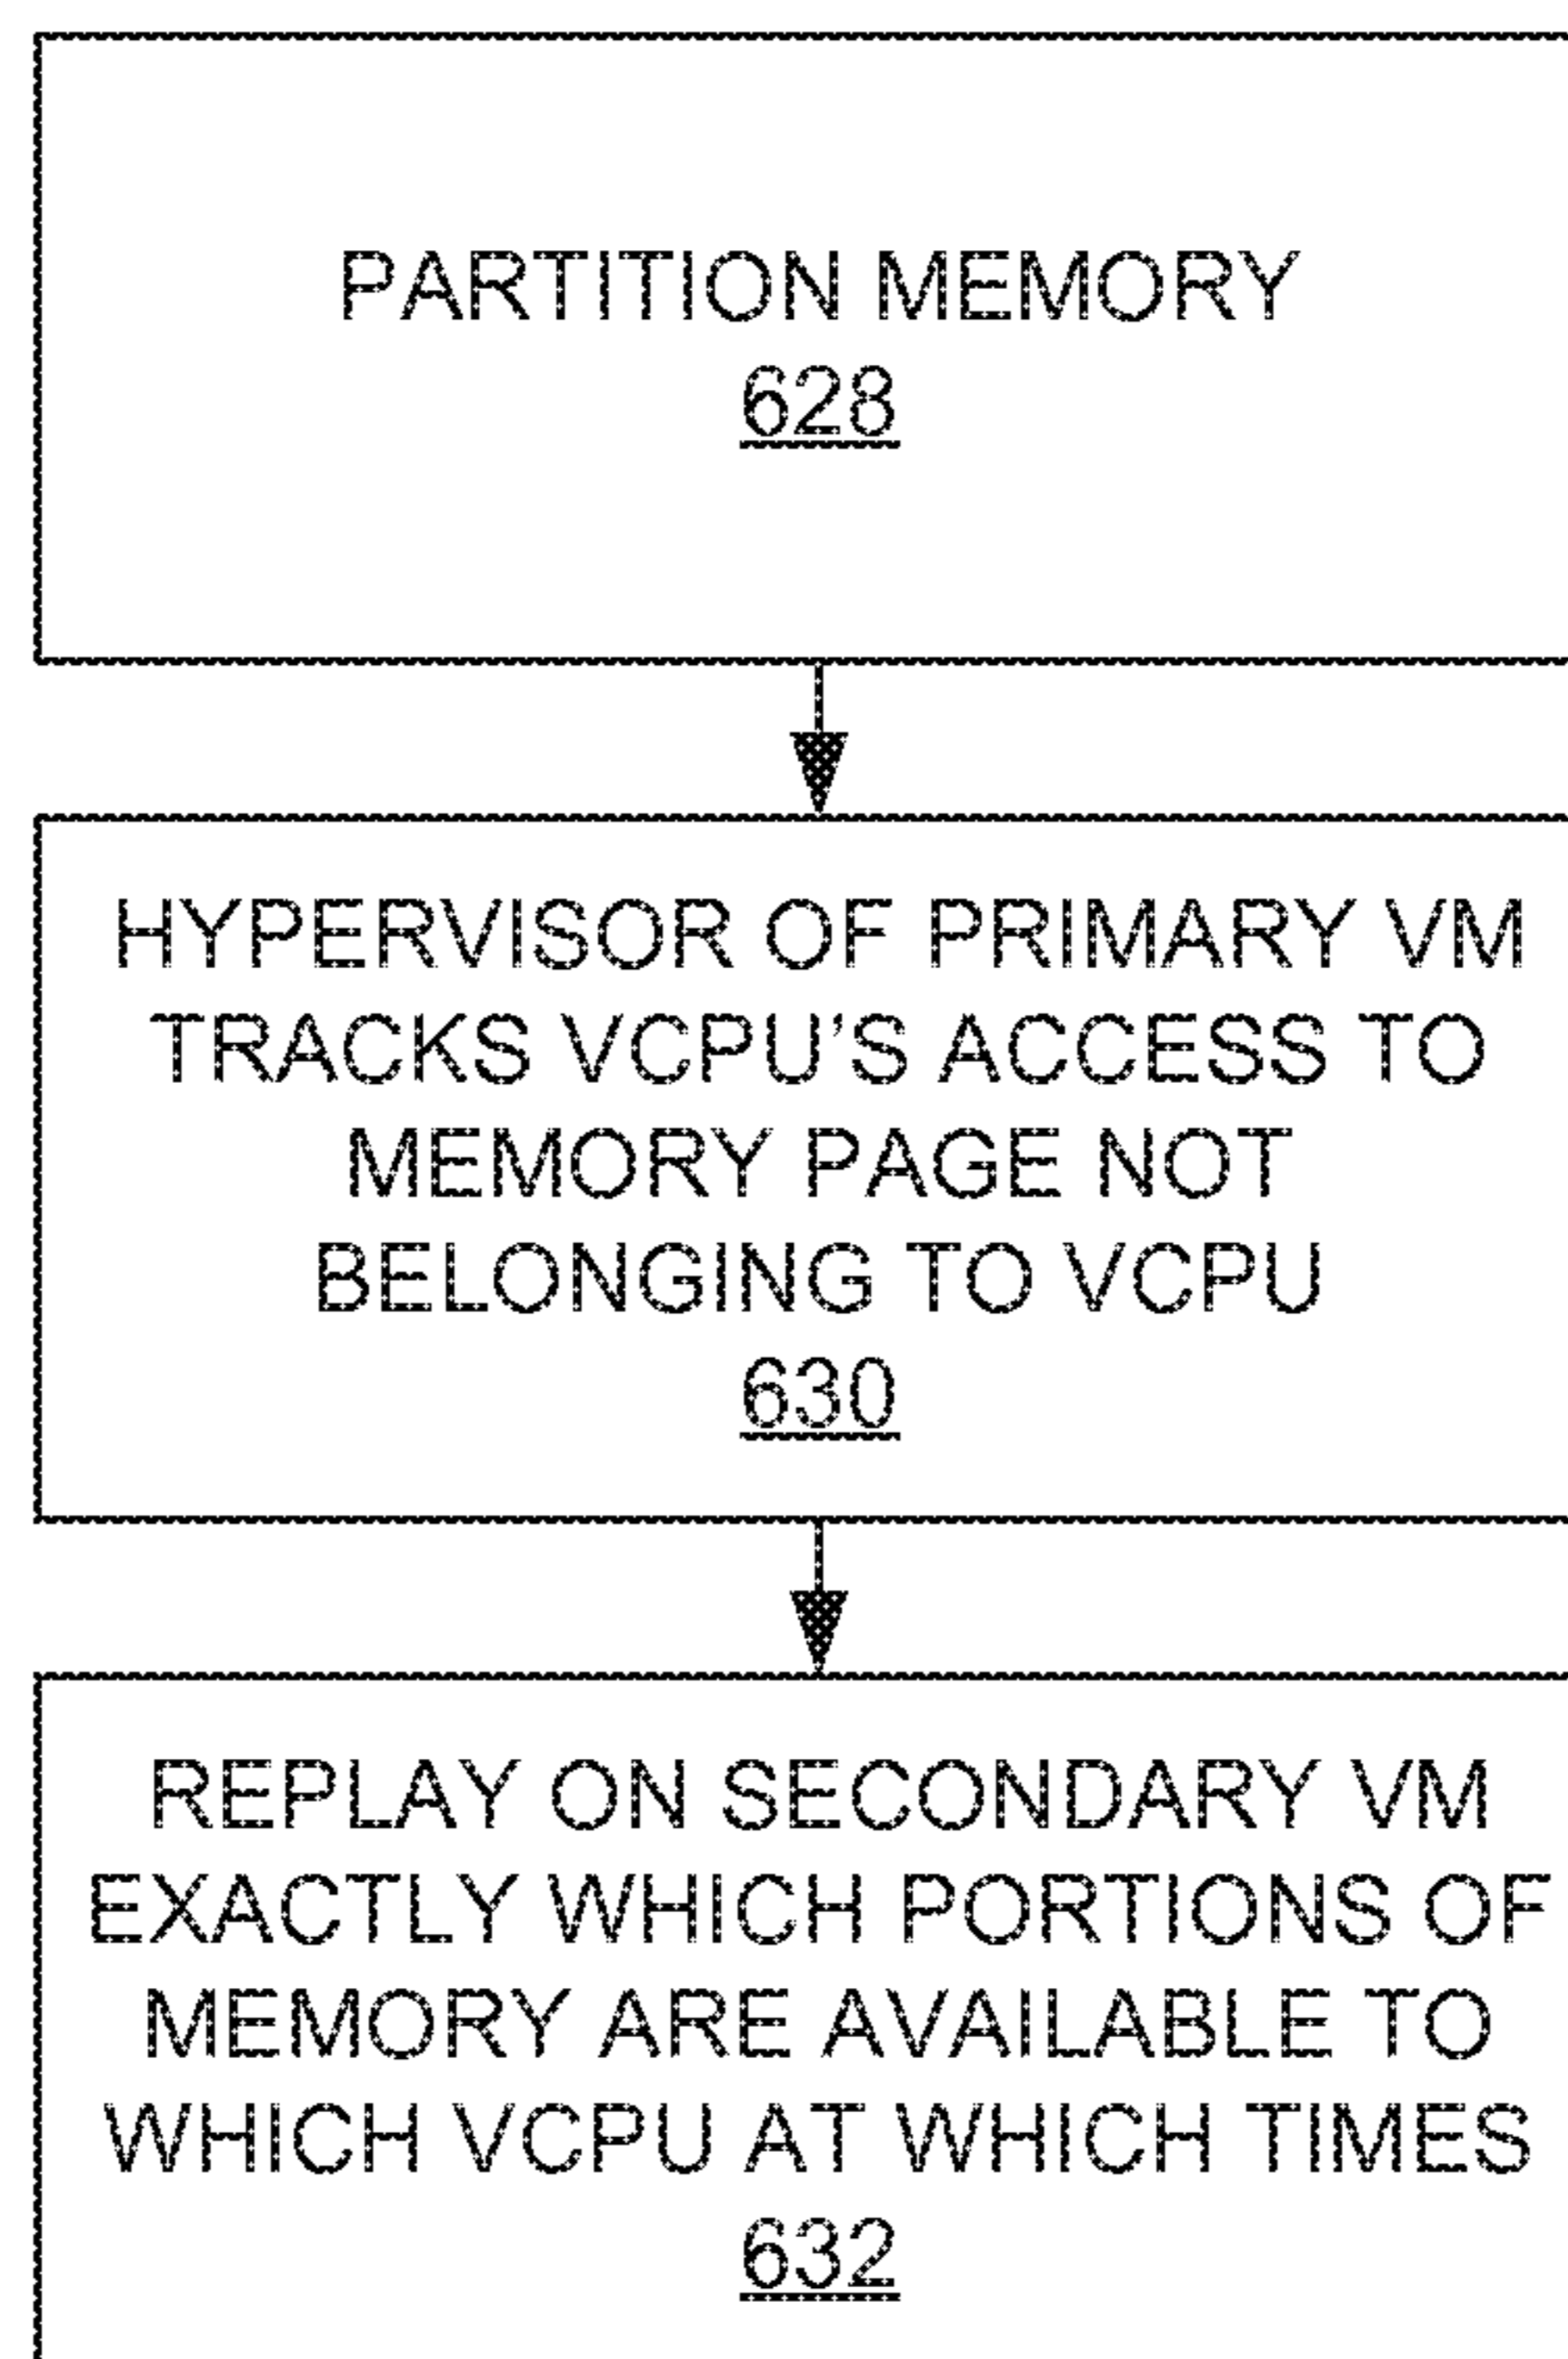 PARTITION MEMORY
628
HYPERVISOR OF PRIMARY VM
TRACKS VCPU'S ACCESS TO
MEMORY PAGE NOT
BELONGING TO VCPU
630
REPLAY ON SECONDARY VM
EXACTLY WHICH PORTIONS OF
MEMORY ARE AVAILABLE TO
WHICH VCPU AT WHICH TIMES
632